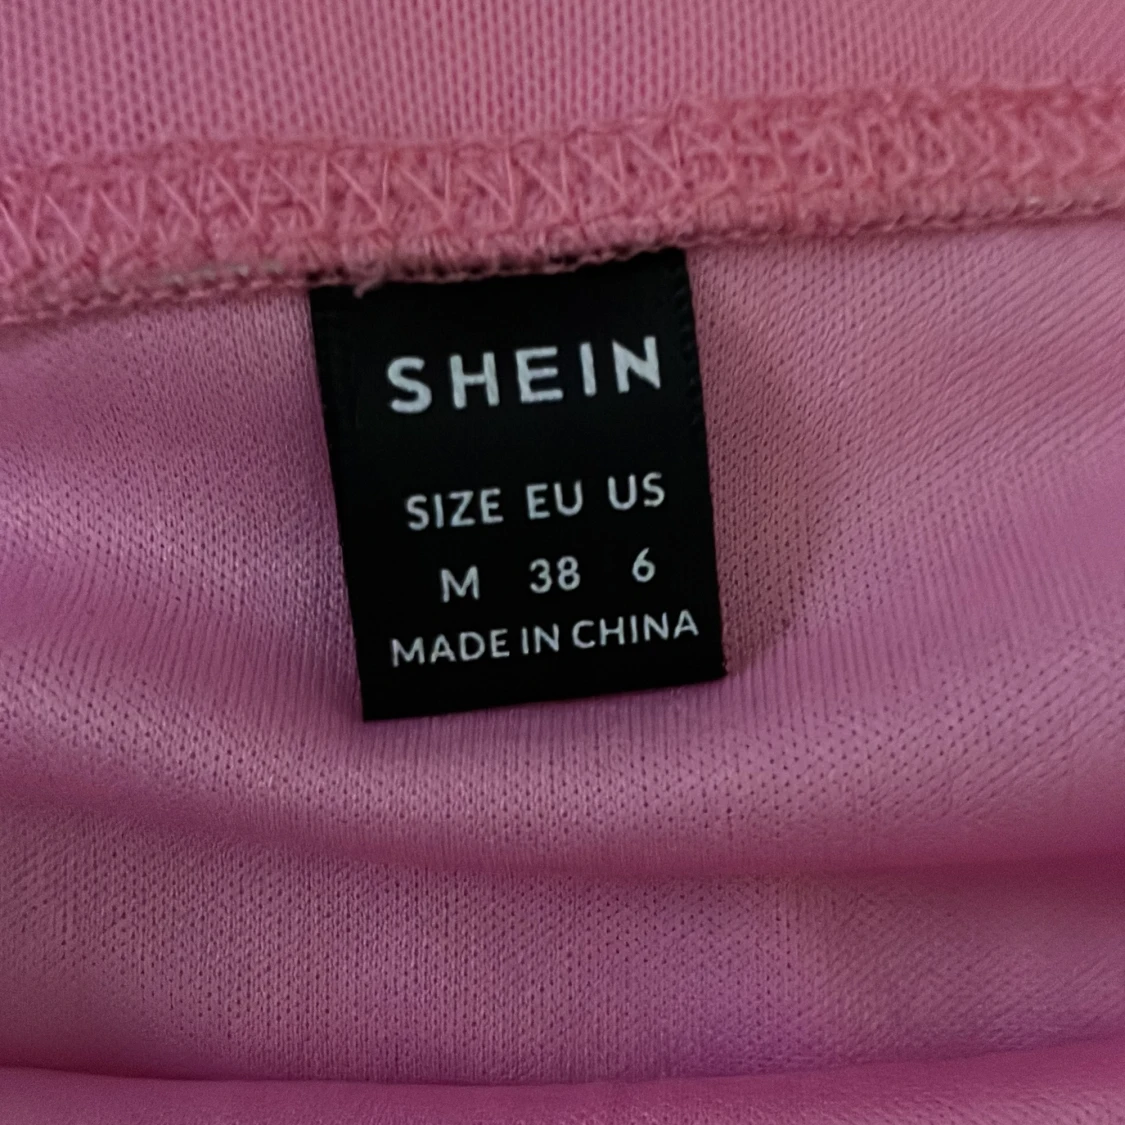 SHEIN
SIZE EU US
M 38 6
MADE IN CHINA